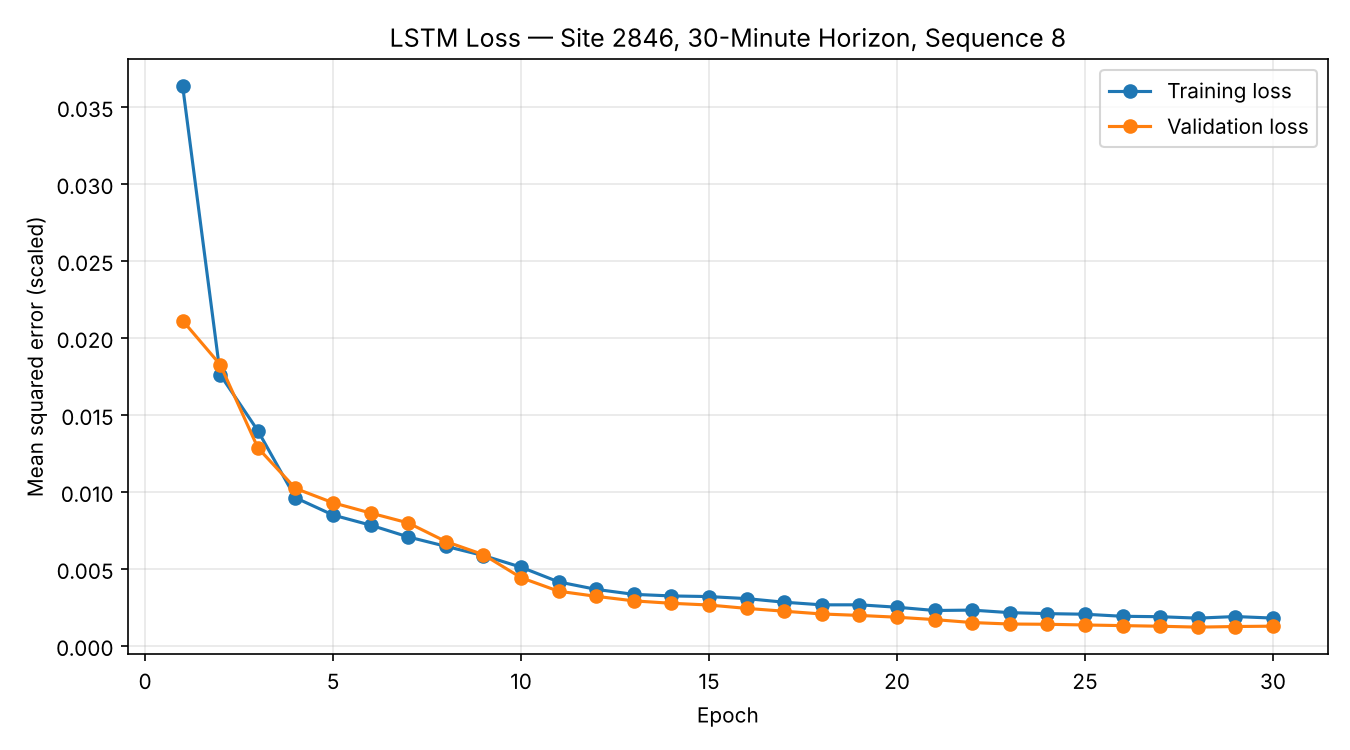 LSTM Loss — Site 2846, 30-Minute Horizon, Sequence 8
Training loss
Validation loss
Mean squared error (scaled)
0.035
0.030
0.025
0.020
0.015
0.010
0.005
0.000
0 5 10 15 20 25 30
Epoch